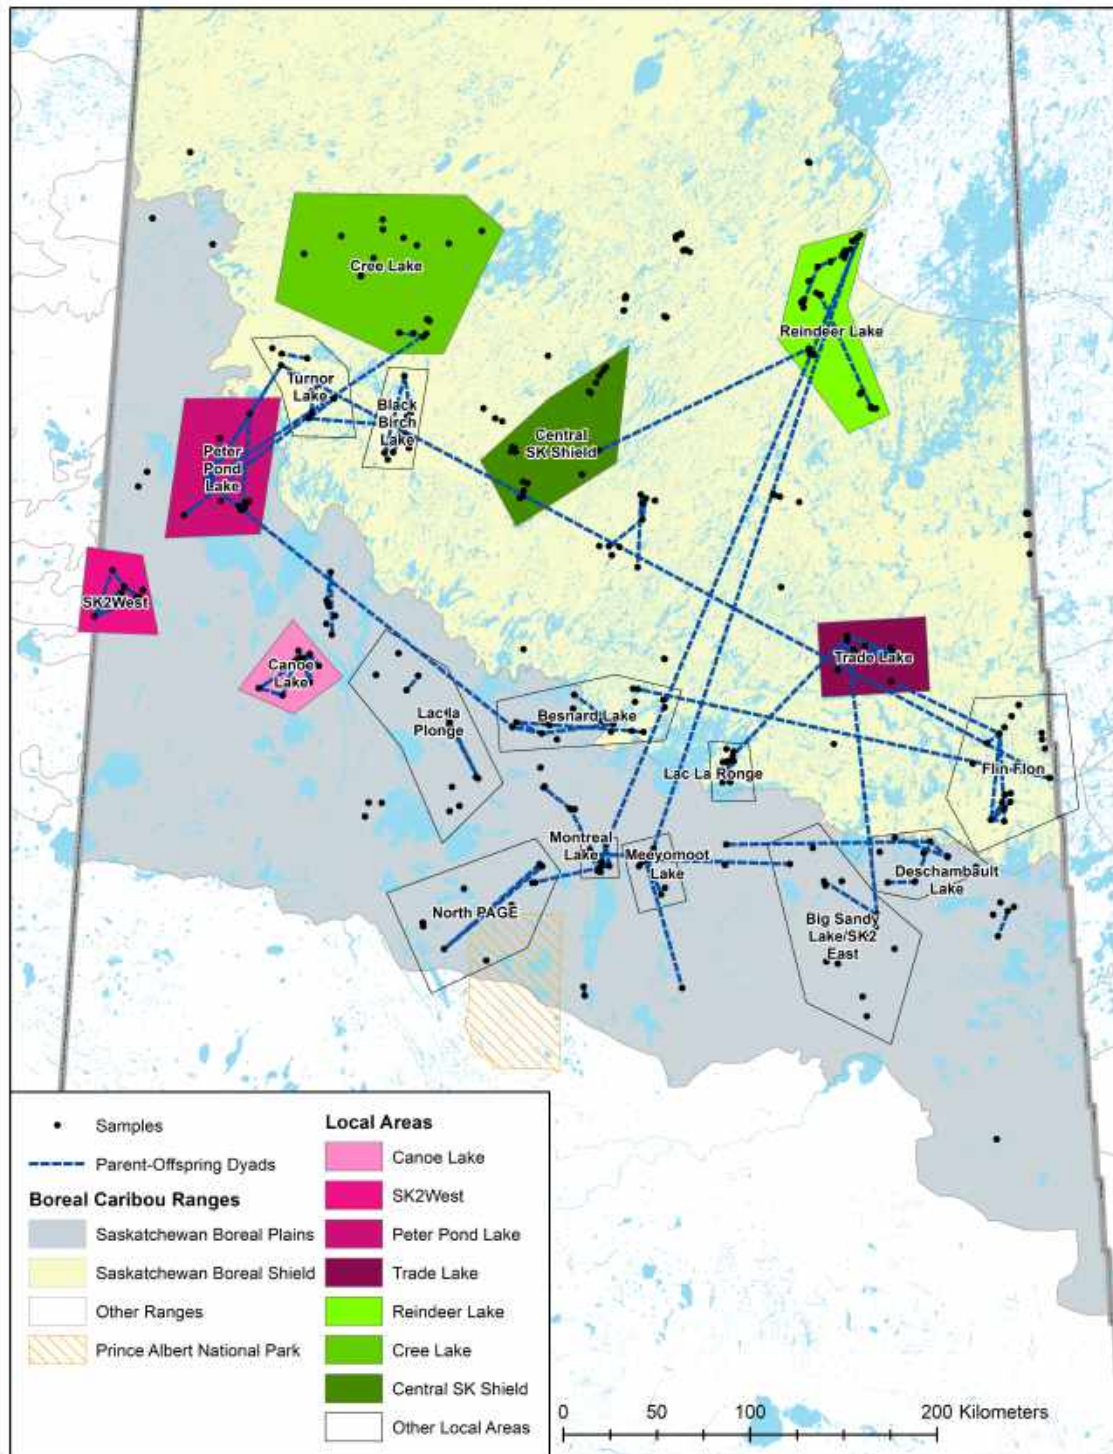 Cree Lake
Reindeer Lake
Turnor
Lake
Black
Birch
Lake
Central
SK Shield
Peter
Pond
Lake
SK2West
Canoe
Lake
Trade Lake
Lac la
Plonge
Besnard Lake
Lac La Ronge
Flin Flon
Montreal
Lake
Meeyomoot
Lake
Deschambault
Lake
North PAGE
Big Sandy
Lake/SK2
East
Samples
Parent-Offspring Dyads
Boreal Caribou Ranges
Saskatchewan Boreal Plains
Saskatchewan Boreal Shield
Other Ranges
Prince Albert National Park
Local Areas
Canoe Lake
SK2West
Peter Pond Lake
Trade Lake
Reindeer Lake
Cree Lake
Central SK Shield
Other Local Areas
0 50 100 200 Kilometers